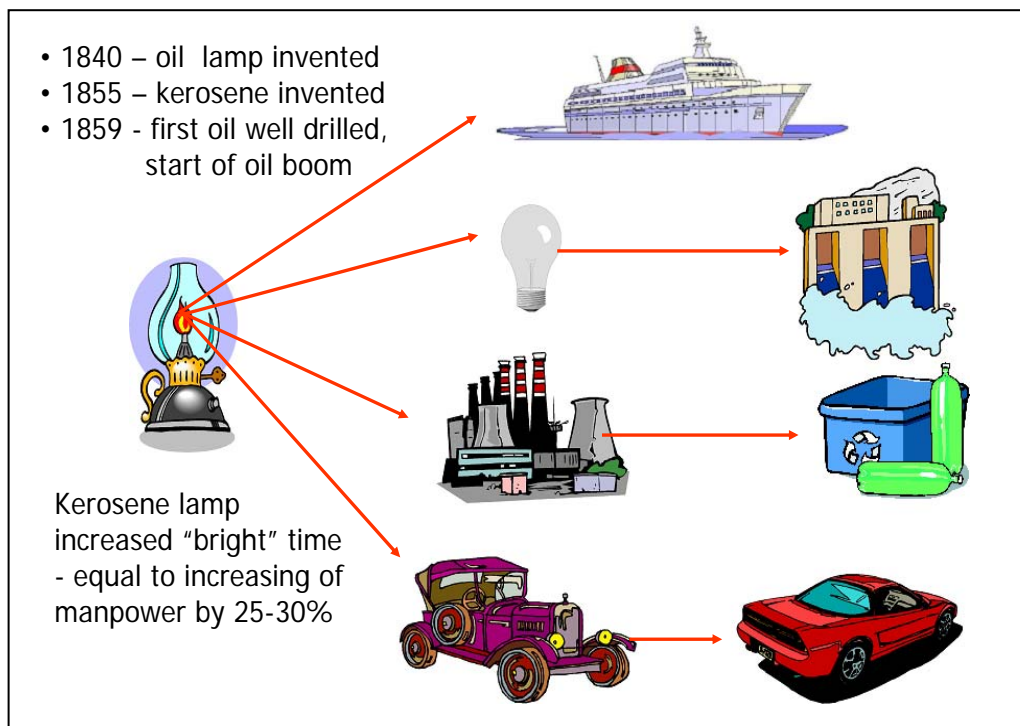 • 1840 – oil  lamp invented
• 1855 – kerosene invented
• 1859 - first oil well drilled,
start of oil boom
Kerosene lamp
increased “bright” time
- equal to increasing of
manpower by 25-30%